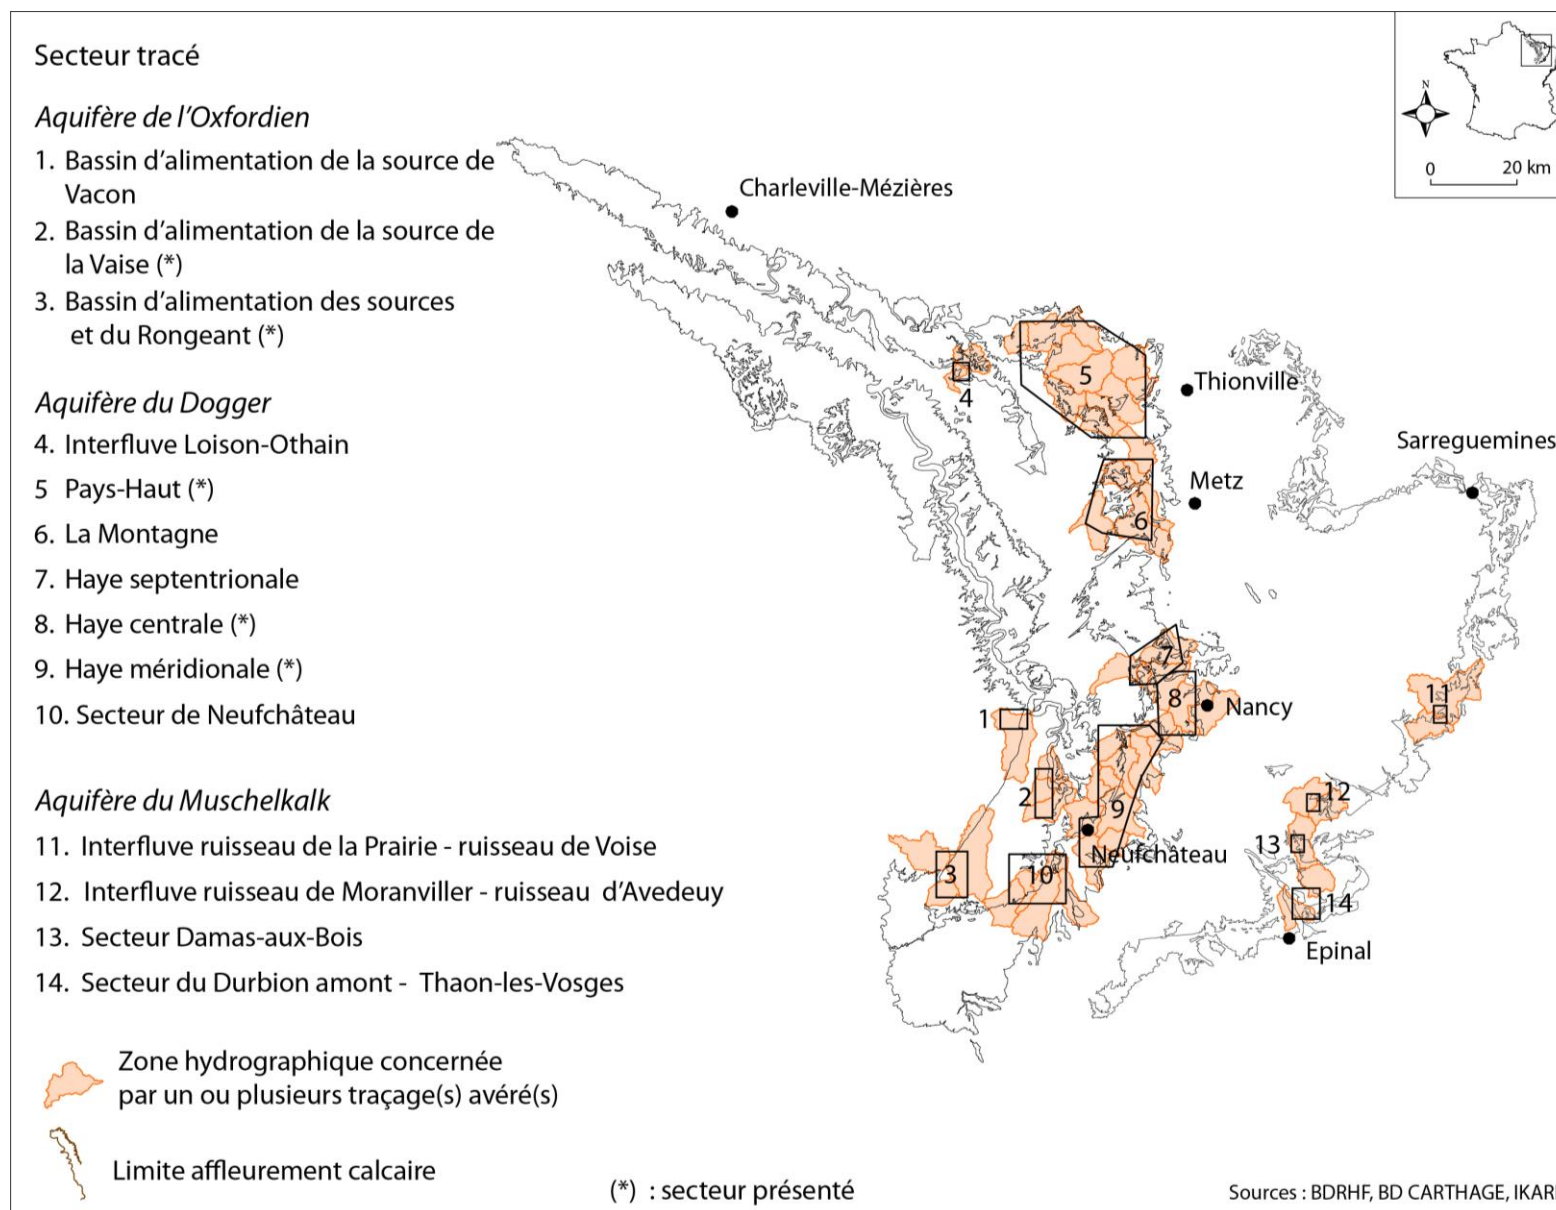 Secteur tracé
Aquifère de l'Oxfordien
1. Bassin d'alimentation de la source de
Vacon
2. Bassin d'alimentation de la source de
la Vaise (*)
3. Bassin d'alimentation des sources
et du Rongeant (*)
Aquifère du Dogger
4. Interfluve Loison-Othain
5 Pays-Haut (*)
6. La Montagne
7. Haye septentrionale
8. Haye centrale (*)
9. Haye méridionale (*)
10. Secteur de Neufchâteau
Aquifère du Muschelkalk
11. Interfluve ruisseau de la Prairie - ruisseau de Voise
12. Interfluve ruisseau de Moranviller - ruisseau d'Avedeuy
13. Secteur Damas-aux-Bois
14. Secteur du Durbion amont - Thaon-les-Vosges
Zone hydrographique concernée
par un ou plusieurs traçage(s) avéré(s)
Limite affleurement calcaire
(*) : secteur présenté
N
0 20 km
Charleville-Mézières
5
4
Thionville
Sarreguemines
Metz
6
7
8
Nancy
11
1
2
9
12
Neufchâteau
13
3
10
14
Epinal
Sources : BDRHF, BD CARTHAGE,